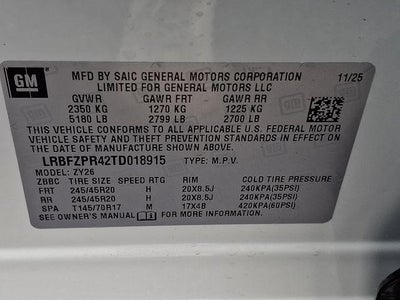 GM MFD BY SAIC GENERAL MOTORS CORPORATION 11/25
LIMITED FOR GENERAL MOTORS LLC
GVWR GAWR FRT GAWR RR
2350 KG 1270 KG 1225 KG
5180 LB 2799 LB 2700 LB
THIS VEHICLE CONFORMS TO ALL APPLICABLE U.S. FEDERAL MOTOR
VEHICLE SAFETY AND THEFT PREVENTION STANDARDS IN EFFECT ON
THE DATE OF MANUFACTURE SHOWN ABOVE.
LRBFZPR42TD018915 TYPE: M.P.V.
MODEL: ZY26
ZBBC TIRE SIZE SPEED RTG RIM COLD TIRE PRESSURE
FRT 245/45R20 H 20X8.5J 240KPA(35PSI)
RR 245/45R20 H 20X8.5J 240KPA(35PSI)
SPA T145/70R17 M 17X4B 420KPA(60PSI)
SEE OWNER'S MANUAL FOR MORE INFORMATION